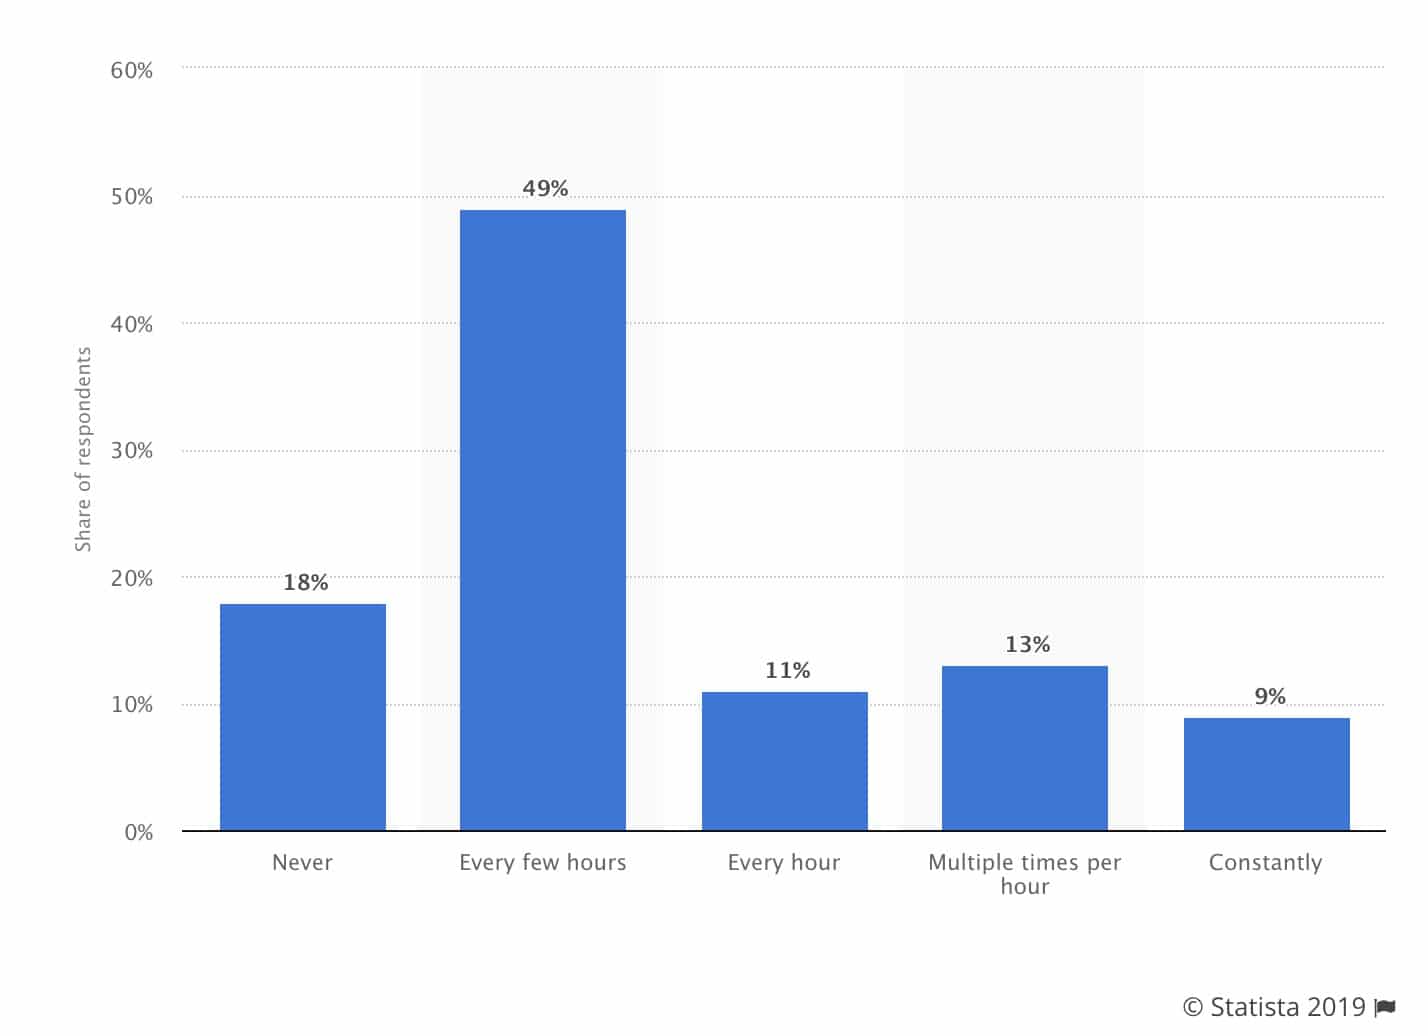 60%
50%
40%
30%
20%
10%
0%
Share of respondents
18%
49%
11%
13%
9%
Never
Every few hours
Every hour
Multiple times per
hour
Constantly
© Statista 2019